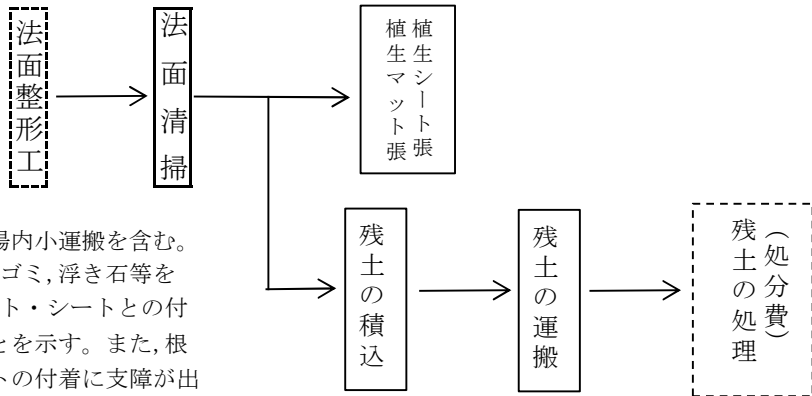 法面整形工
法面清掃
植生シート張
植生マット張
残土の積込
残土の運搬
(処分費)
残土の処理
場内小運搬を含む。
ゴミ,浮き石等を
ト・シートとの付
とを示す。また,根
トの付着に支障が出